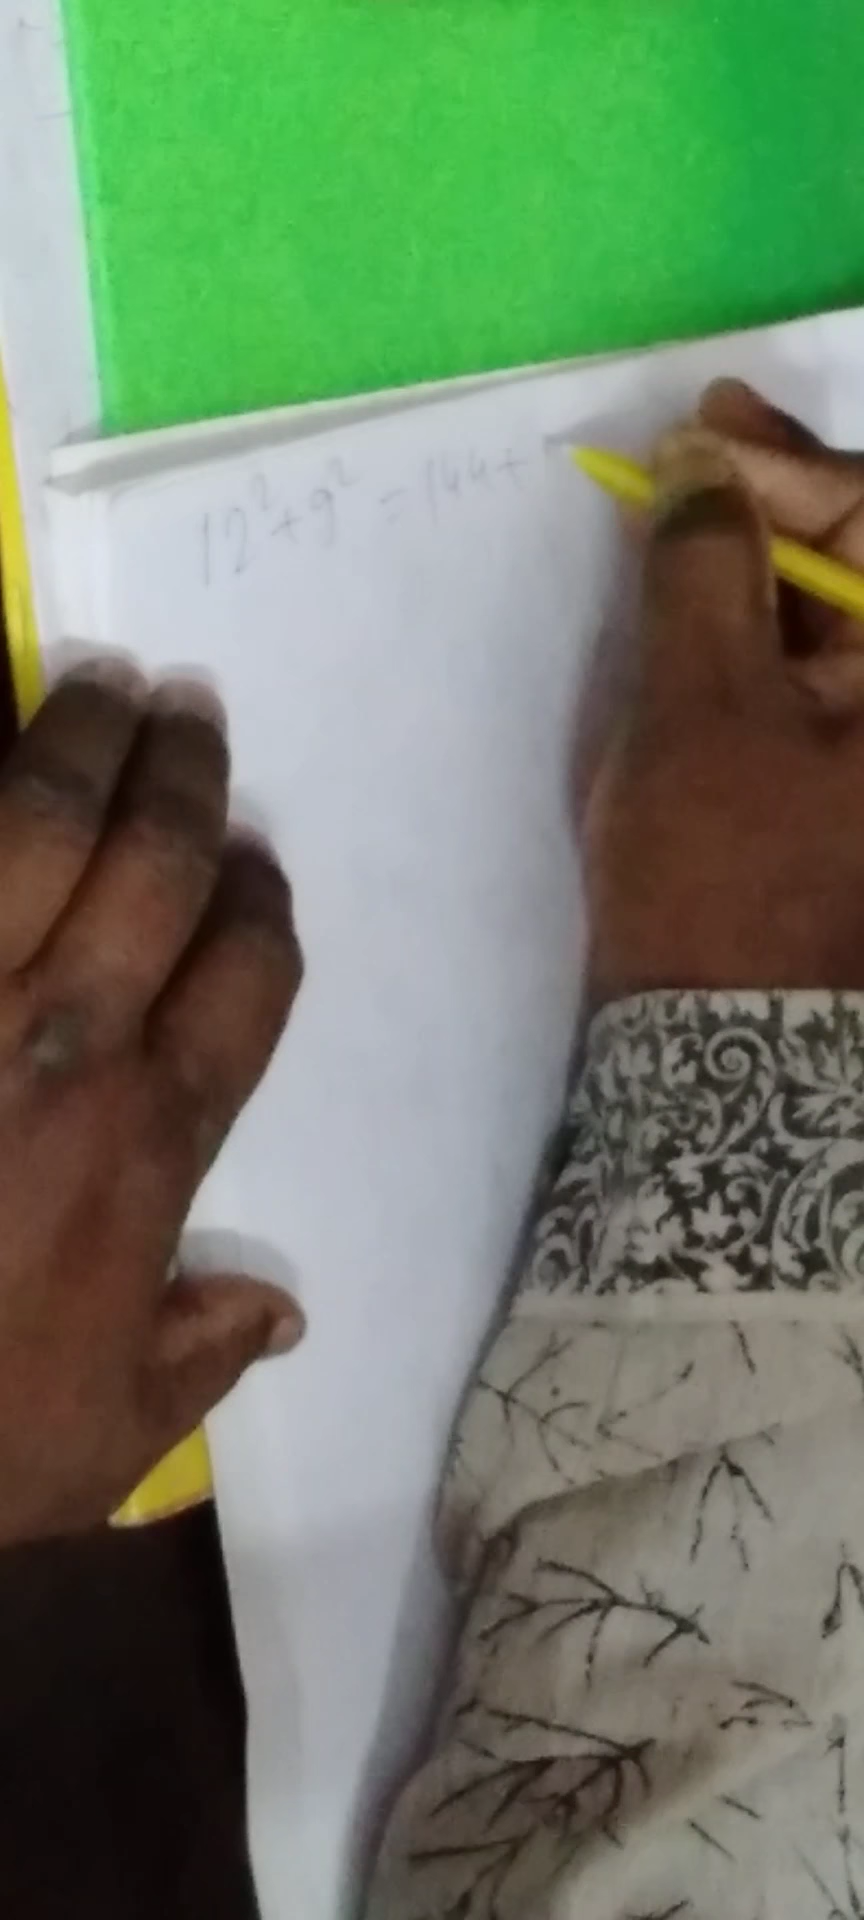 12² + 9² = 144 +